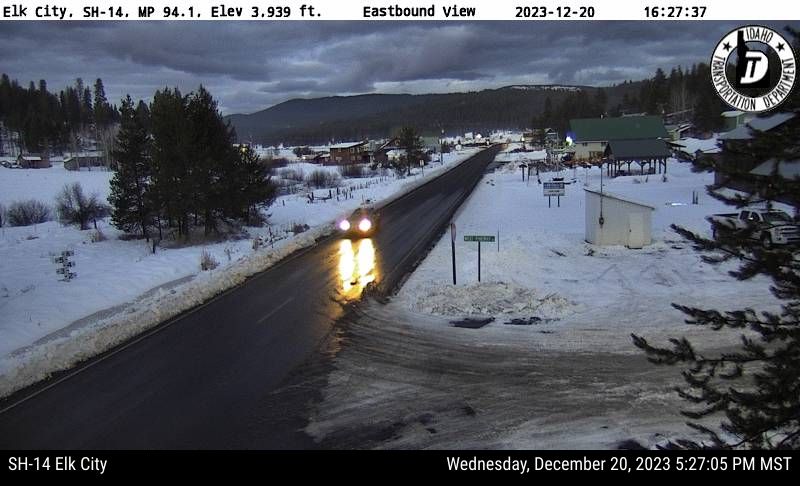 Elk City, SH-14, MP 94.1, Elev 3,939 ft. Eastbound View 2023-12-20 16:27:37
IDAHO
TRANSPORTATION DEPARTMENT
SH-14 Elk City
Wednesday, December 20, 2023 5:27:05 PM MST